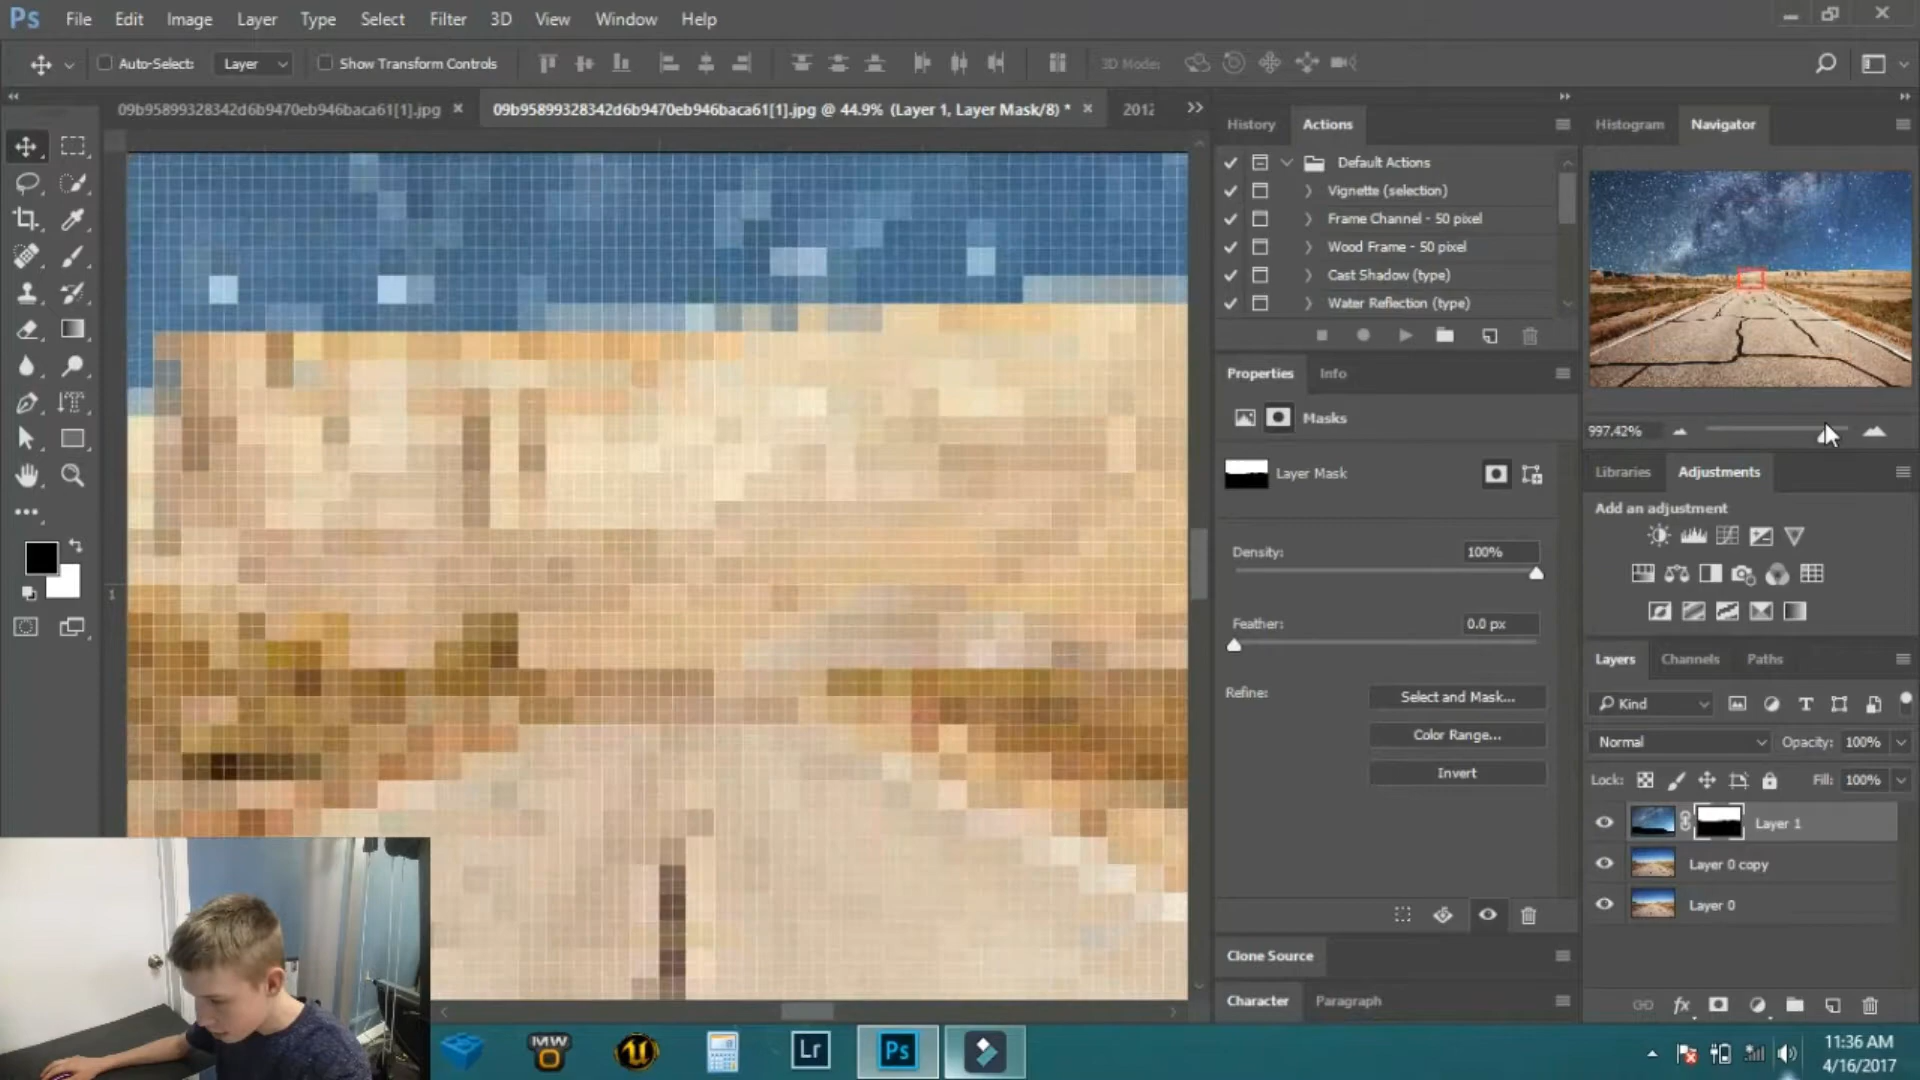 Ps File Edit Image Layer Type Select Filter 3D View Window Help
Auto-Select: Layer Show Transform Controls 3D Mode:
09b95899328342d6b9470eb946baca61[1].jpg × 09b95899328342d6b9470eb946baca61[1].jpg @ 44.9% (Layer 1, Layer Mask/8) * × 2012
History Actions
Default Actions
Vignette (selection)
Frame Channel - 50 pixel
Wood Frame - 50 pixel
Cast Shadow (type)
Water Reflection (type)
Properties Info
Masks
Layer Mask
Density: 100%
Feather: 0.0 px
Refine: Select and Mask...
Color Range...
Invert
Clone Source
Character Paragraph
Histogram Navigator
997.42%
Libraries Adjustments
Add an adjustment
Layers Channels Paths
Kind
Normal Opacity: 100%
Lock: Fill: 100%
Layer 1
Layer 0 copy
Layer 0
fx
1
MW
Lr Ps
11:36 AM
4/16/2017